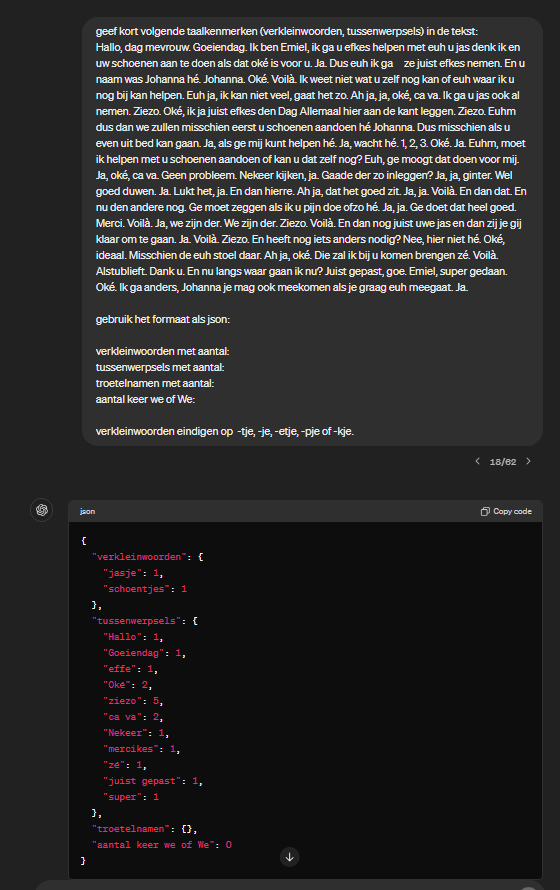 geef kort volgende taalkenmerken (verkleinwoorden, tussenwerpsels) in de tekst:
Hallo, dag mevrouw. Goeiendag. Ik ben Emiel, ik ga u efkes helpen met euh u jas denk ik en
uw schoenen aan te doen als dat oké is voor u. Ja. Dus euh ik ga   ze juist efkes nemen. En u
naam was Johanna hé. Johanna. Oké. Voilà. Ik weet niet wat u zelf nog kan of euh waar ik u
nog bij kan helpen. Euh ja, ik kan niet veel, gaat het zo. Ah ja, ja, oké, ca va. Ik ga u jas ook al
nemen. Ziezo. Oké, ik ja juist efkes den Dag Allemaal hier aan de kant leggen. Ziezo. Euhm
dus dan we zullen misschien eerst u schoenen aandoen hé Johanna. Dus misschien als u
even uit bed kan gaan. Ja, als ge mij kunt helpen hé. Ja, wacht hé. 1, 2, 3. Oké. Ja. Euhm, moet
ik helpen met u schoenen aandoen of kan u dat zelf nog? Euh, ge moogt dat doen voor mij.
Ja, oké, ca va. Geen probleem. Nekeer kijken, ja. Gaade der zo inleggen? Ja, ja, ginter. Wel
goed duwen. Ja. Lukt het, ja. En dan hierre. Ah ja, dat het goed zit. Ja, ja. Voilà. En dan dat. En
nu den andere nog. Ge moet zeggen als ik u pijn doe ofzo hé. Ja, ja. Ge doet dat heel goed.
Merci. Voilà. Ja, we zijn der. We zijn der. Ziezo. Voilà. En dan nog juist uwe jas en dan zij je gij
klaar om te gaan. Ja. Voilà. Ziezo. En heeft nog iets anders nodig? Nee, hier niet hé. Oké,
ideaal. Misschien de euh stoel daar. Ah ja, oké. Die zal ik bij u komen brengen zé. Voilà.
Alstublieft. Dank u. En nu langs waar gaan ik nu? Juist gepast, goe. Emiel, super gedaan.
Oké. Ik ga anders, Johanna je mag ook meekomen als je graag euh meegaat. Ja.
gebruik het formaat als json:
verkleinwoorden met aantal:
tussenwerpsels met aantal:
troetelnamen met aantal:
aantal keer we of We:
verkleinwoorden eindigen op  -tje, -je, -etje, -pje of -kje.
18/62
json
Copy code
{
"verkleinwoorden": {
"jasje": 1,
"schoentjes": 1
},
"tussenwerpsels": {
"Hallo": 1,
"Goeiendag": 1,
"effe": 1,
"Oké": 2,
"ziezo": 5,
"ca va": 2,
"Nekeer": 1,
"mercikes": 1,
"zé": 1,
"juist gepast": 1,
"super": 1
},
"troetelnamen": {},
"aantal keer we of We": 0
}